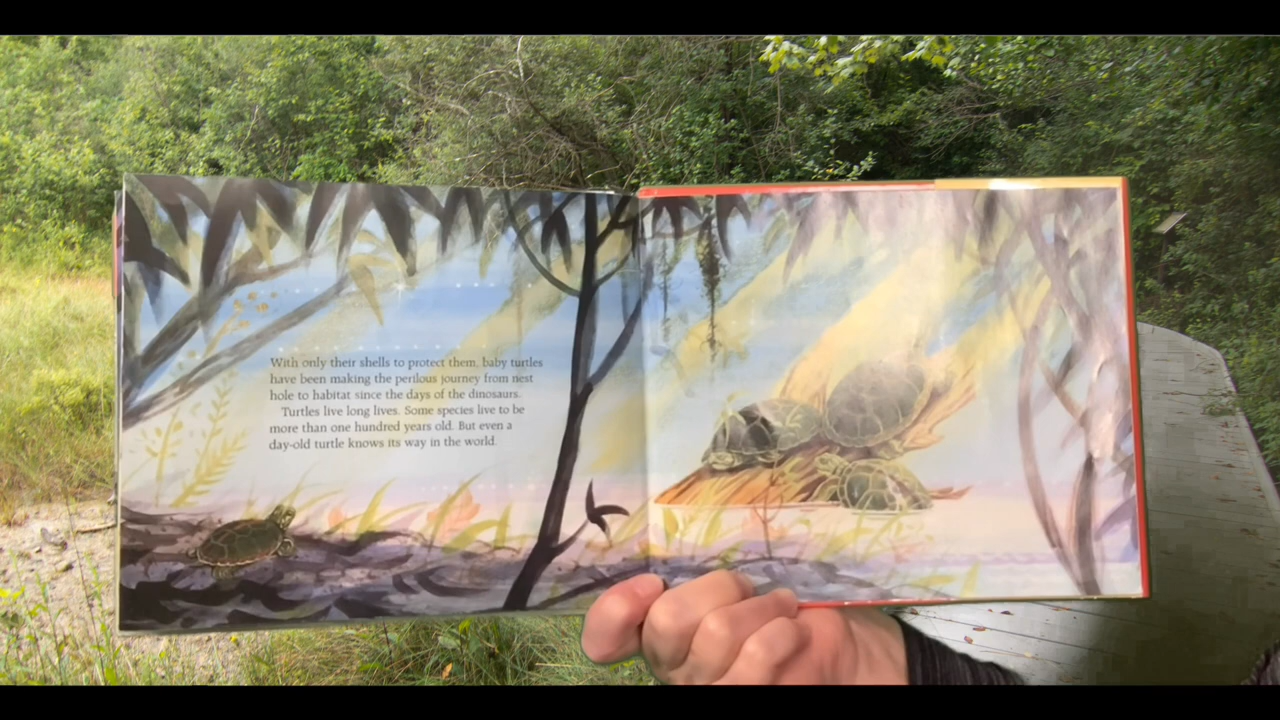 With only their shells to protect them, baby turtles
have been making the perilous journey from nest
hole to habitat since the days of the dinosaurs.
Turtles live long lives. Some species live to be
more than one hundred years old. But even a
day-old turtle knows its way in the world.